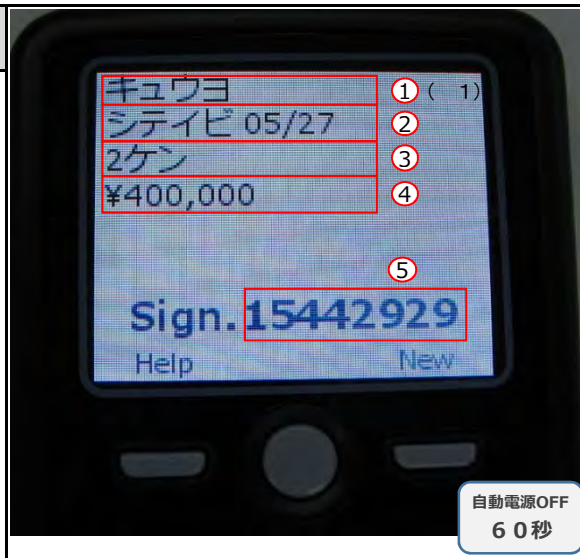 キュウヨ ① ( 1)
シテイビ 05/27 ②
2ケン ③
¥400,000 ④
⑤
Sign.15442929
Help New
自動電源OFF
60秒